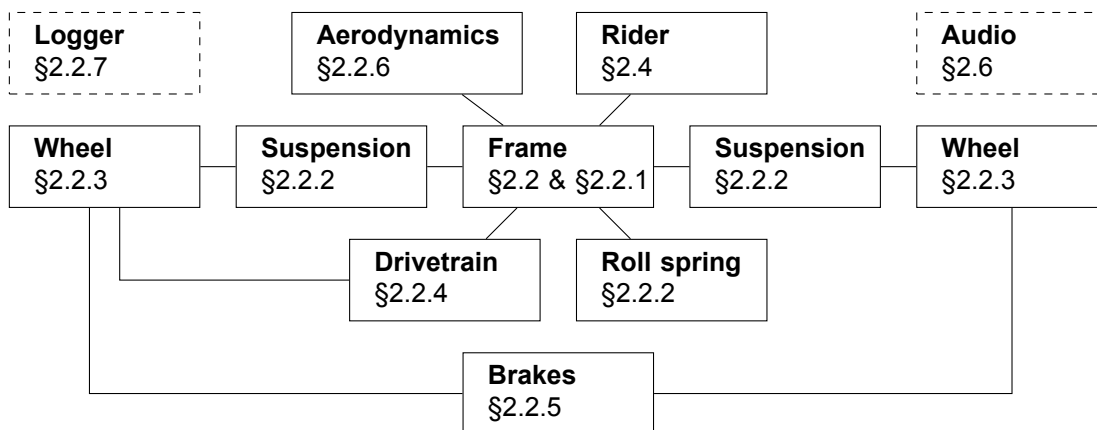 Logger
§2.2.7
Aerodynamics
§2.2.6
Rider
§2.4
Audio
§2.6
Wheel
§2.2.3
Suspension
§2.2.2
Frame
§2.2 & §2.2.1
Suspension
§2.2.2
Wheel
§2.2.3
Drivetrain
§2.2.4
Roll spring
§2.2.2
Brakes
§2.2.5